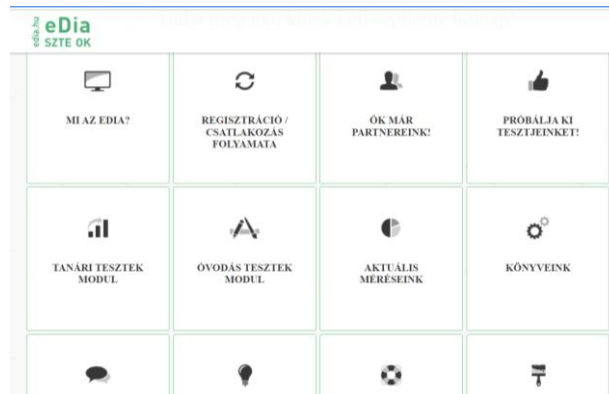 edia.hu
eDia
SZTE OK
MI AZ EDIA?
REGISZTRÁCIÓ /
CSATLAKOZÁS
FOLYAMATA
ŐK MÁR
PARTNEREINK!
PRÓBÁLJA KI
TESZTJEINKET!
TANÁRI TESZTEK
MODUL
ÓVODÁS TESZTEK
MODUL
AKTUÁLIS
MÉRÉSEINK
KÖNYVEINK